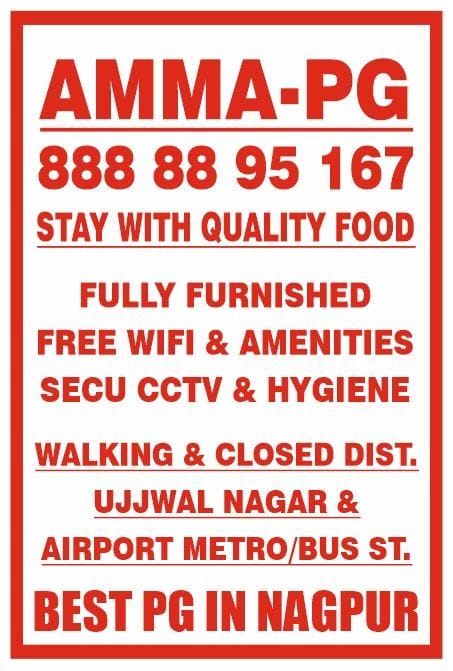 AMMA-PG
888 88 95 167
STAY WITH QUALITY FOOD
FULLY FURNISHED
FREE WIFI & AMENITIES
SECU CCTV & HYGIENE
WALKING & CLOSED DIST.
UJJWAL NAGAR &
AIRPORT METRO/BUS ST.
BEST PG IN NAGPUR